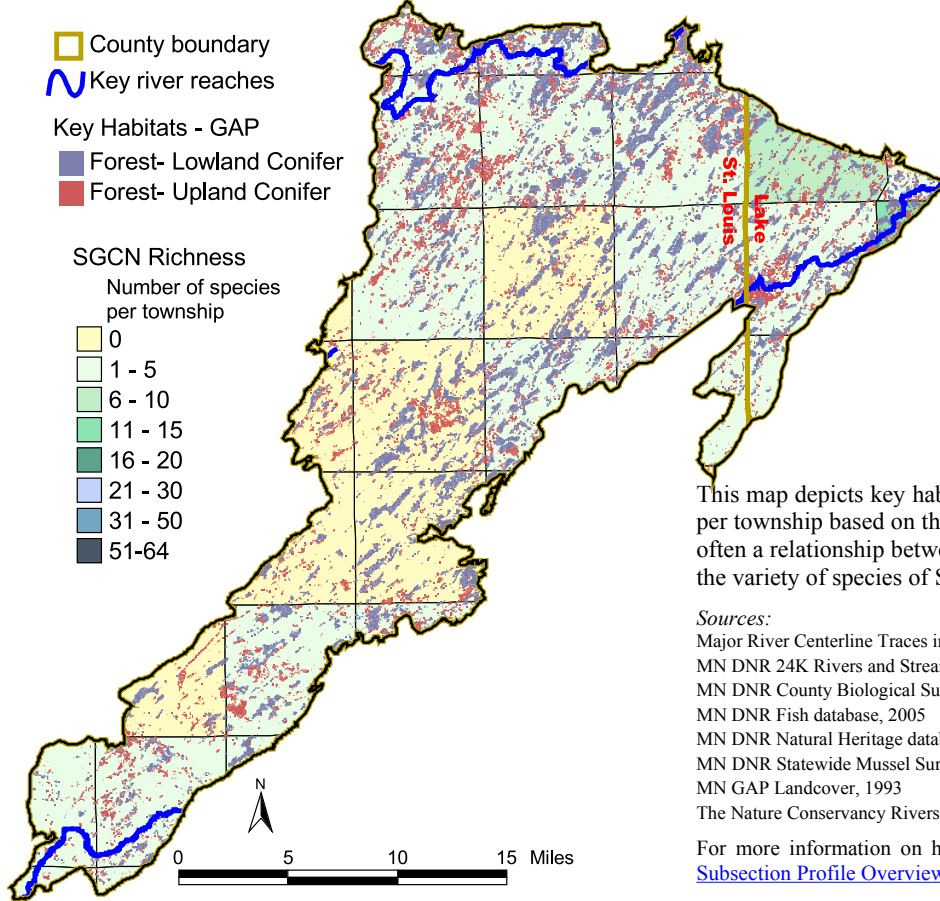 County boundary
Key river reaches
Key Habitats - GAP
Forest- Lowland Conifer
Forest- Upland Conifer
SGCN Richness
Number of species
per township
0
1 - 5
6 - 10
11 - 15
16 - 20
21 - 30
31 - 50
51-64
St. Louis
Lake
N
0 5 10 15 Miles
This map depicts key hab
per township based on th
often a relationship betwe
the variety of species of S
Sources:
Major River Centerline Traces in
MN DNR 24K Rivers and Strea
MN DNR County Biological Su
MN DNR Fish database, 2005
MN DNR Natural Heritage datab
MN DNR Statewide Mussel Sur
MN GAP Landcover, 1993
The Nature Conservancy Rivers
For more information on h
Subsection Profile Overview